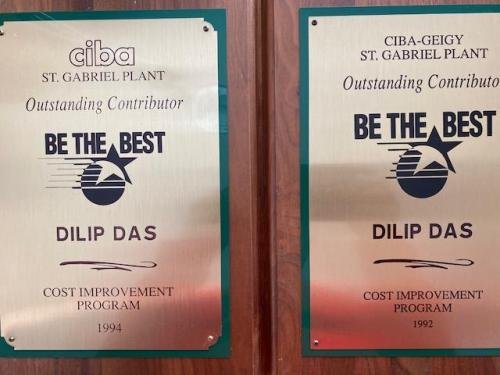 ciba
ST. GABRIEL PLANT
Outstanding Contributor
BE THE BEST
DILIP DAS
COST IMPROVEMENT
PROGRAM
1994
CIBA-GEIGY
ST. GABRIEL PLANT
Outstanding Contributo
BE THE BEST
DILIP DAS
COST IMPROVEMENT
PROGRAM
1992